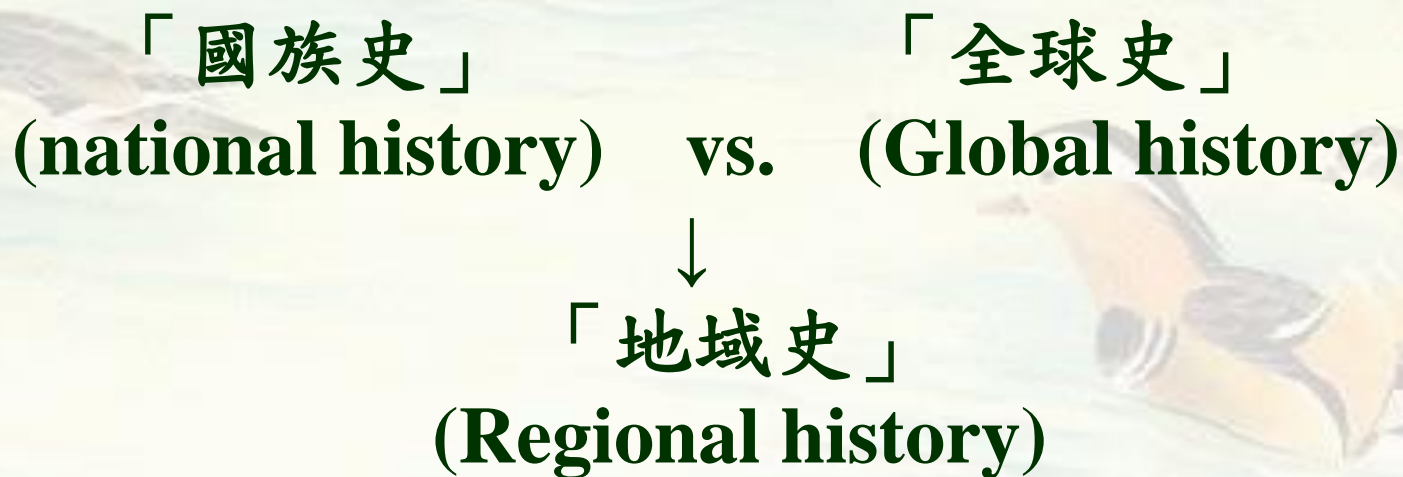 「國族史」 「全球史」
(national history) vs. (Global history)
↓
「地域史」
(Regional history)